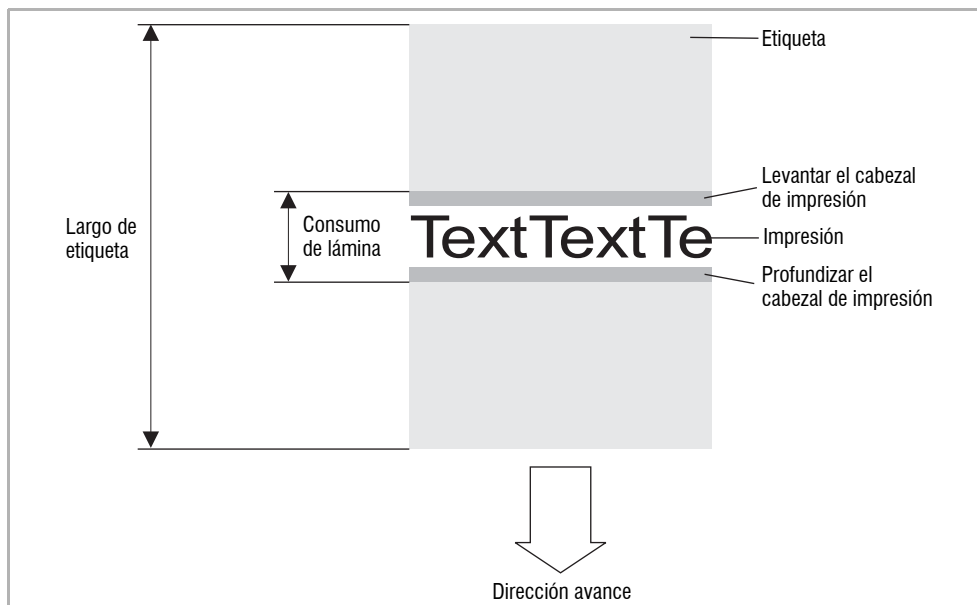 Etiqueta
Levantar el cabezal
de impresión
Largo de
etiqueta
Consumo
de lámina
TextTextTe
Impresión
Profundizar el
cabezal de impresión
Dirección avance